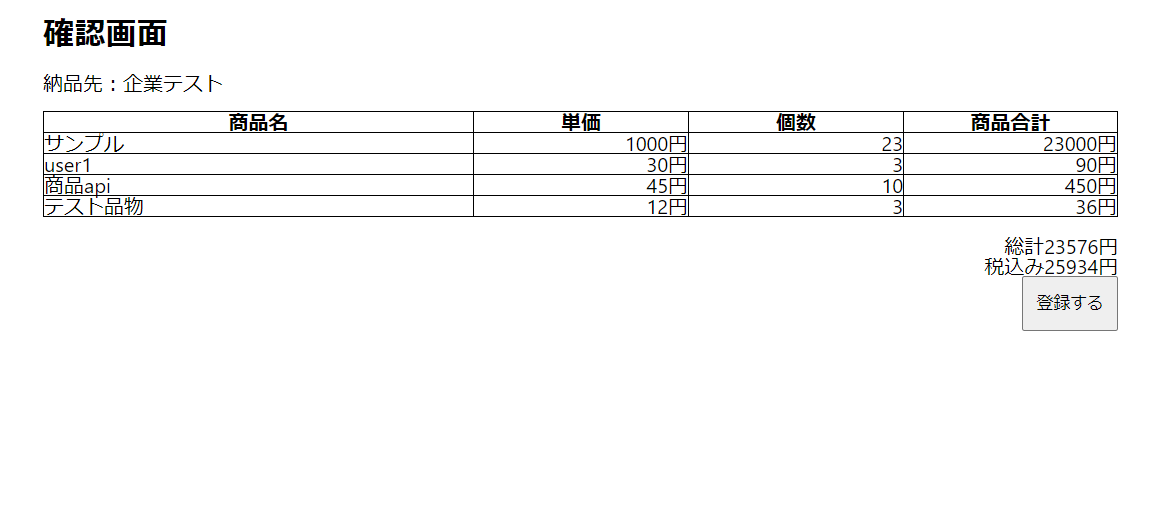 確認画面
納品先：企業テスト
商品名 単価 個数 商品合計
サンプル 1000円 23 23000円
user1 30円 3 90円
商品api 45円 10 450円
テスト品物 12円 3 36円
総計23576円
税込み25934円
登録する